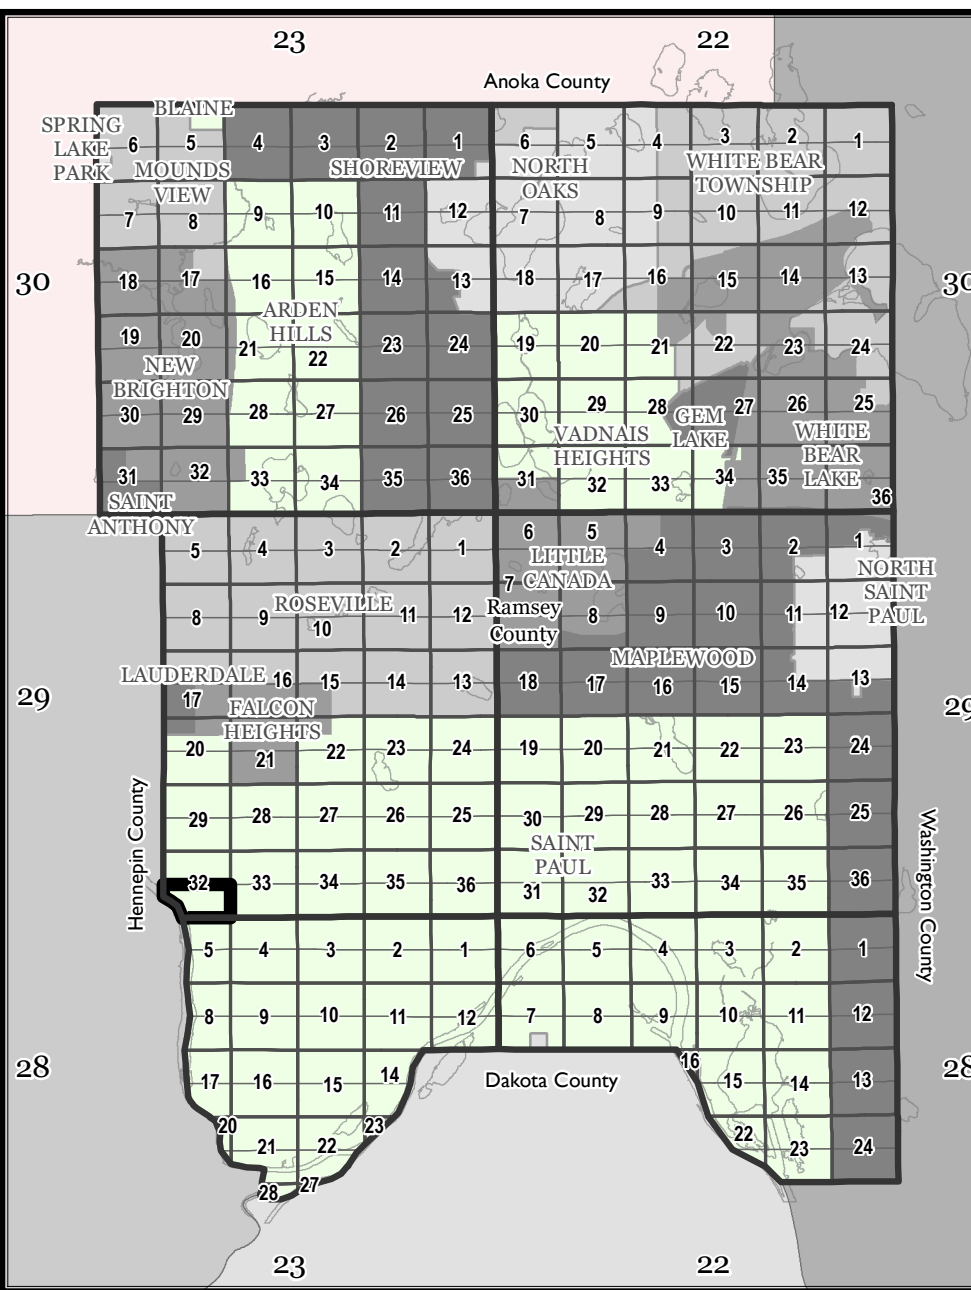 23 22
Anoka County
BLAINE
SPRING
LAKE
PARK
6 5 4 3 2 1 6 5 4 3 2 1
MOUNDS
VIEW
SHOREVIEW
NORTH
OAKS
WHITE BEAR
TOWNSHIP
7 8 9 10 11 12 7 8 9 10 11 12
30 18 17 16 15 14 13 18 17 16 15 14 13 30
ARDEN
HILLS
19 20 21 22 23 24 19 20 21 22 23 24
NEW
BRIGHTON
30 29 28 27 26 25 30 29 28 27 26 25
GEM
LAKE
VADNAIS
HEIGHTS
WHITE
BEAR
LAKE
31 32 33 34 35 36 31 32 33 34 35 36
SAINT
ANTHONY
5 4 3 2 1 6 5 4 3 2 1
LITTLE
CANADA
NORTH
SAINT
PAUL
ROSEVILLE
8 9 10 11 12 7 8 9 10 11 12
Ramsey
County
MAPLEWOOD
LAUDERDALE
29 17 16 15 14 13 18 17 16 15 14 13 29
FALCON
HEIGHTS
20 21 22 23 24 19 20 21 22 23 24
29 28 27 26 25 30 29 28 27 26 25
Hennepin County
Washington County
SAINT
PAUL
32 33 34 35 36 31 32 33 34 35 36
5 4 3 2 1 6 5 4 3 2 1
8 9 10 11 12 7 8 9 10 11 12
28 17 16 15 14 16 15 14 13 28
Dakota County
20 21 22 23 22 23 24
28 27
23 22